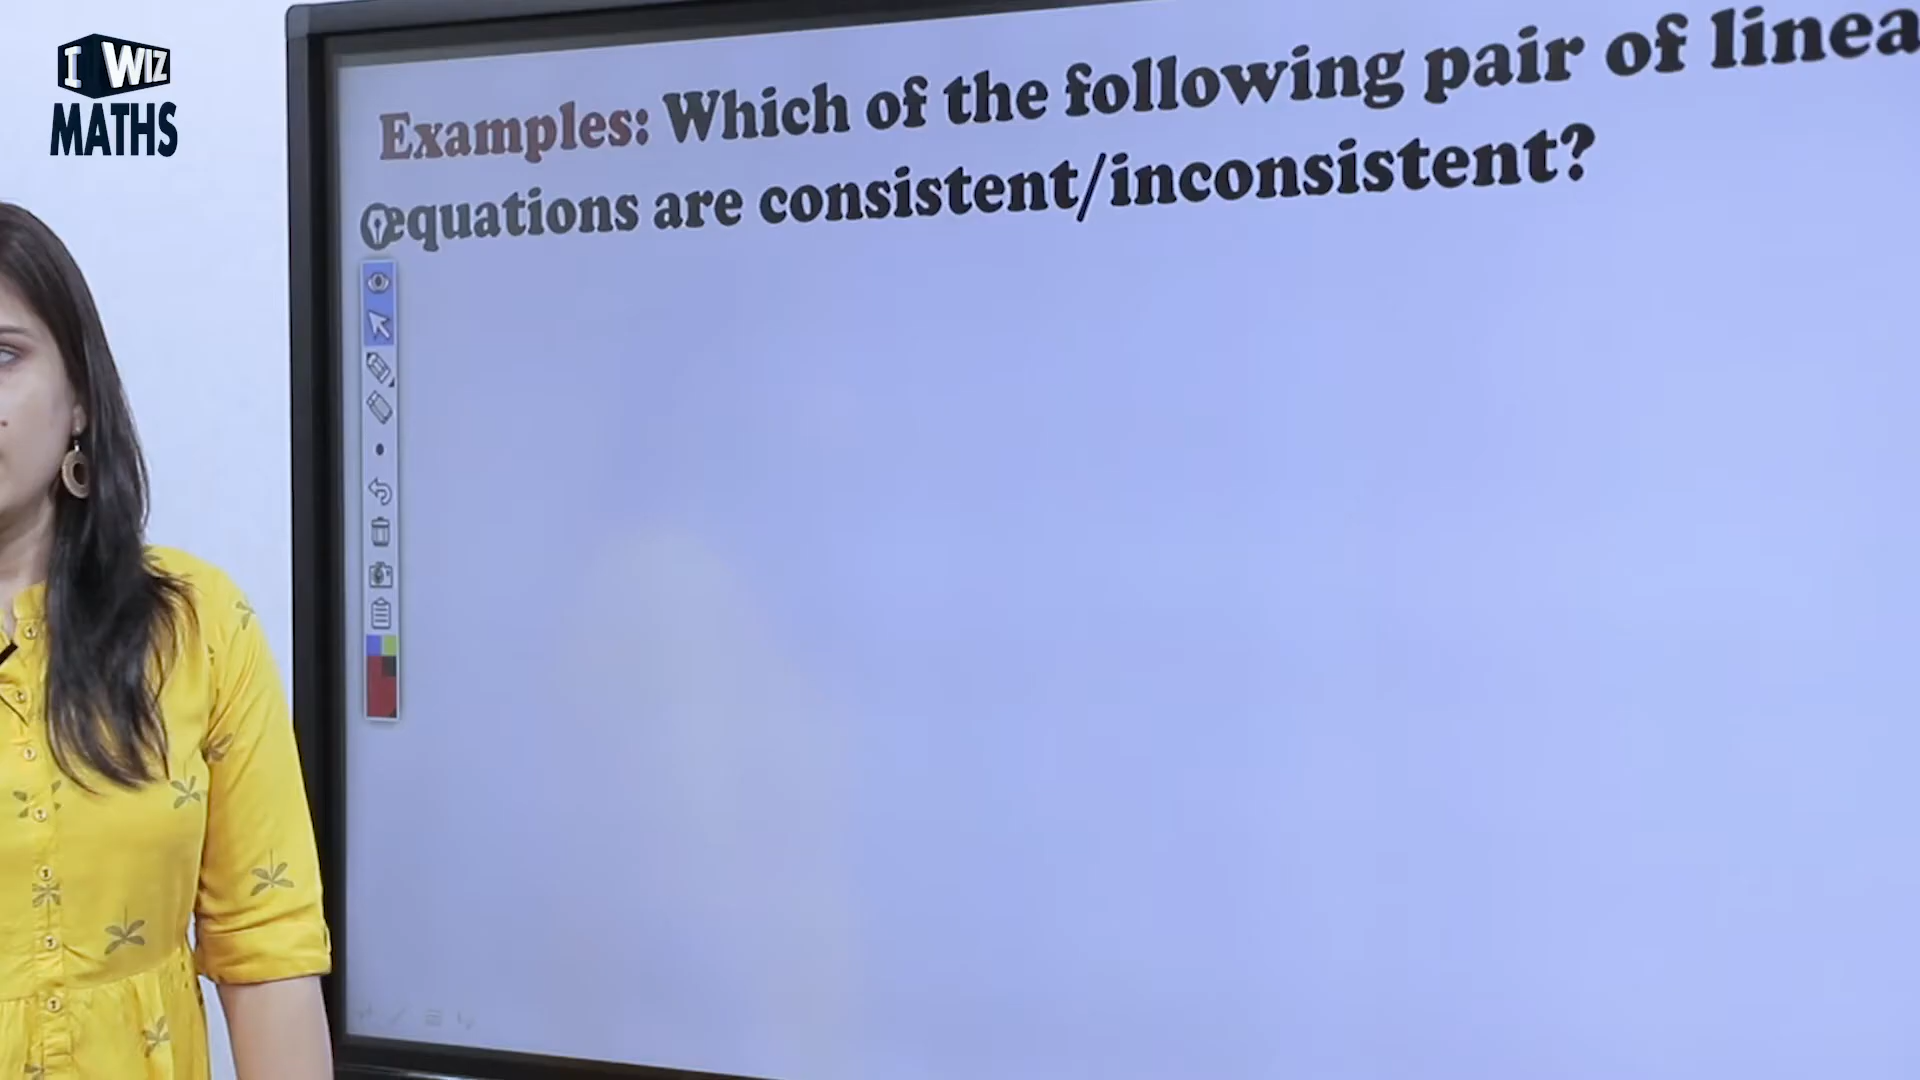 I WIZ
MATHS
Examples: Which of the following pair of linea
equations are consistent/inconsistent?